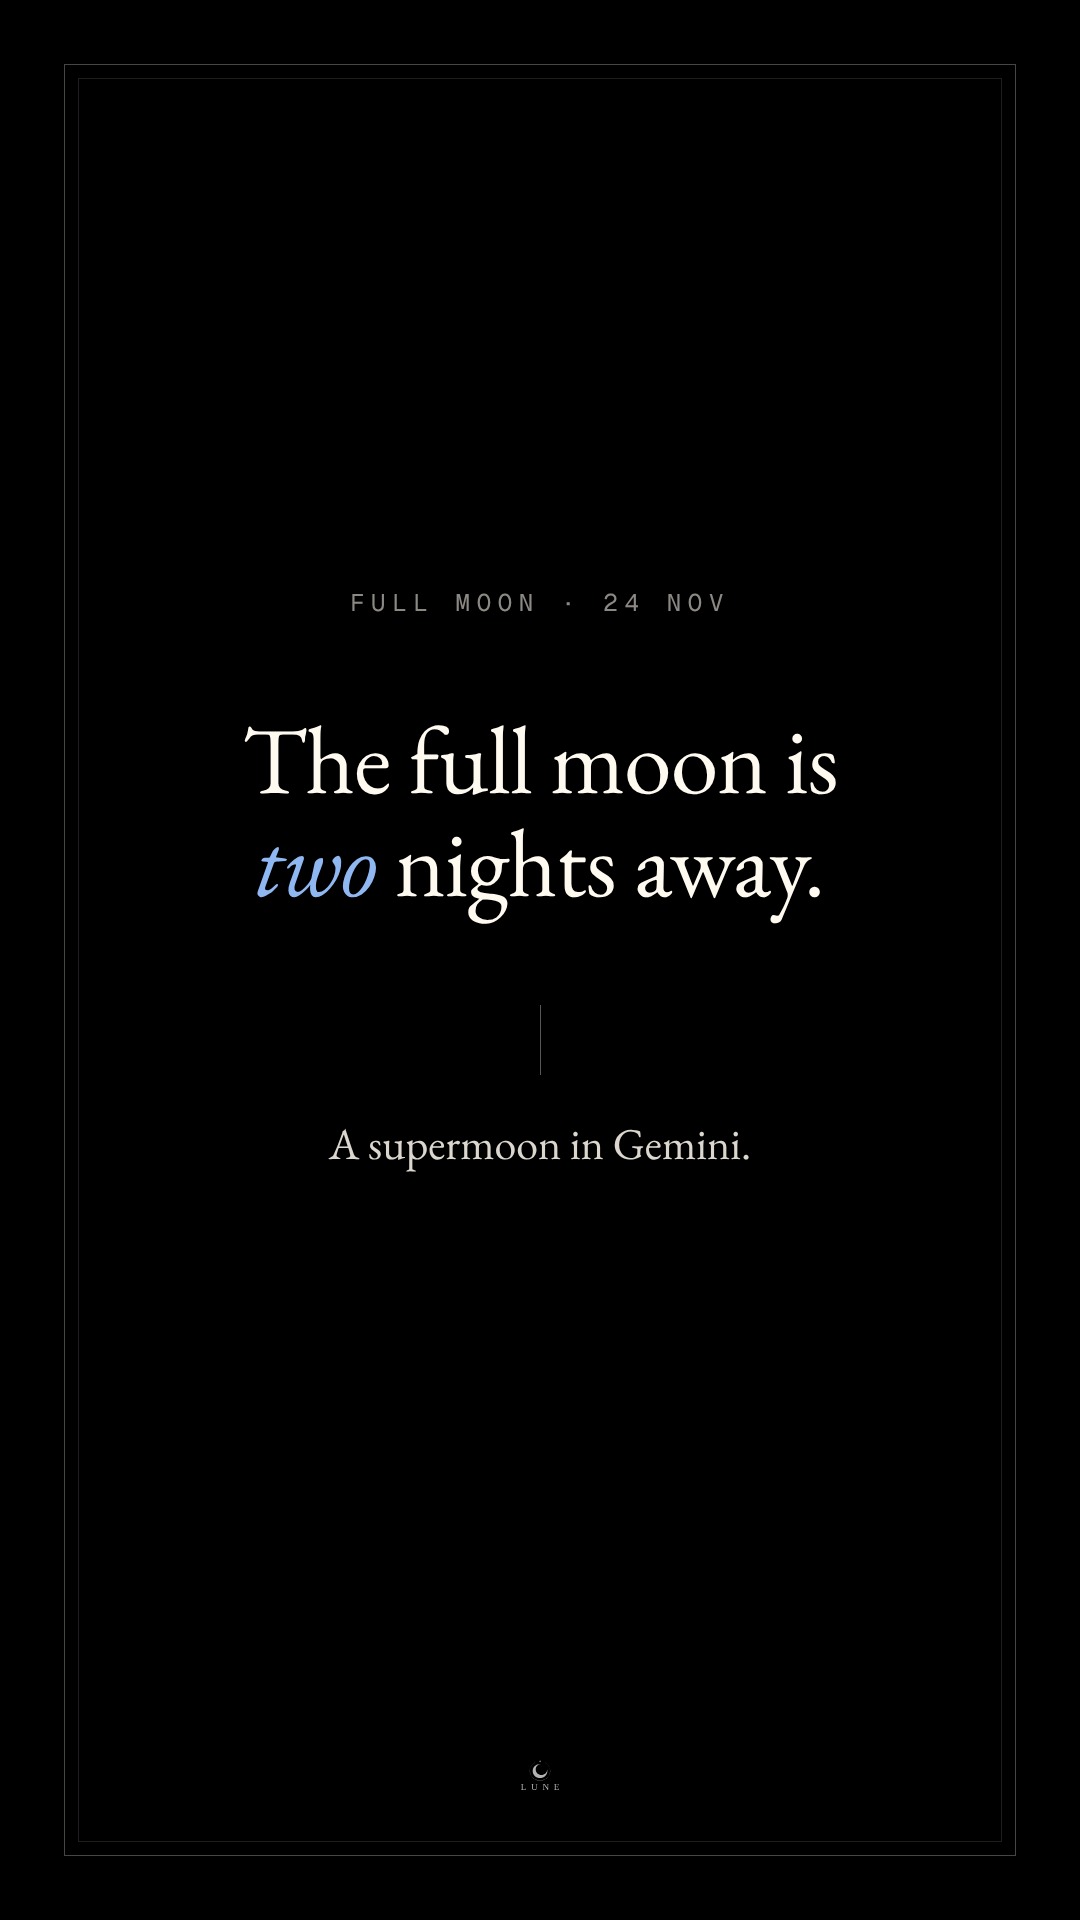 FULL MOON · 24 NOV
The full moon is
two nights away.
A supermoon in Gemini.
LUNE